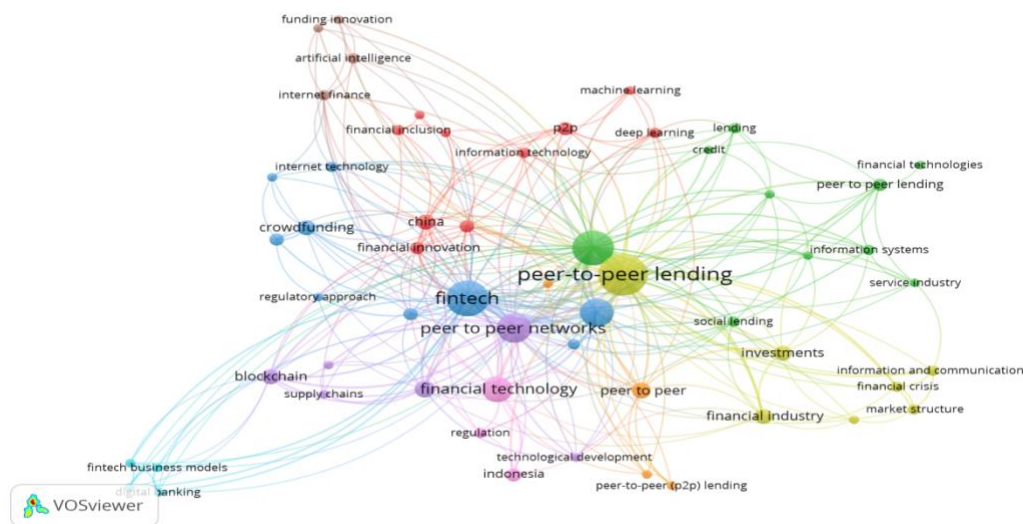 funding innovation
artificial intelligence
internet finance
machine learning
financial inclusion
p2p
deep learning
lending
information technology
credit
financial technologies
internet technology
peer to peer lending
china
crowdfunding
financial innovation
information systems
peer-to-peer lending
service industry
fintech
regulatory approach
peer to peer networks
social lending
investments
information and communication
blockchain
financial technology
peer to peer
financial crisis
supply chains
market structure
financial industry
regulation
technological development
fintech business models
indonesia
peer-to-peer (p2p) lending
digital banking
VOSviewer